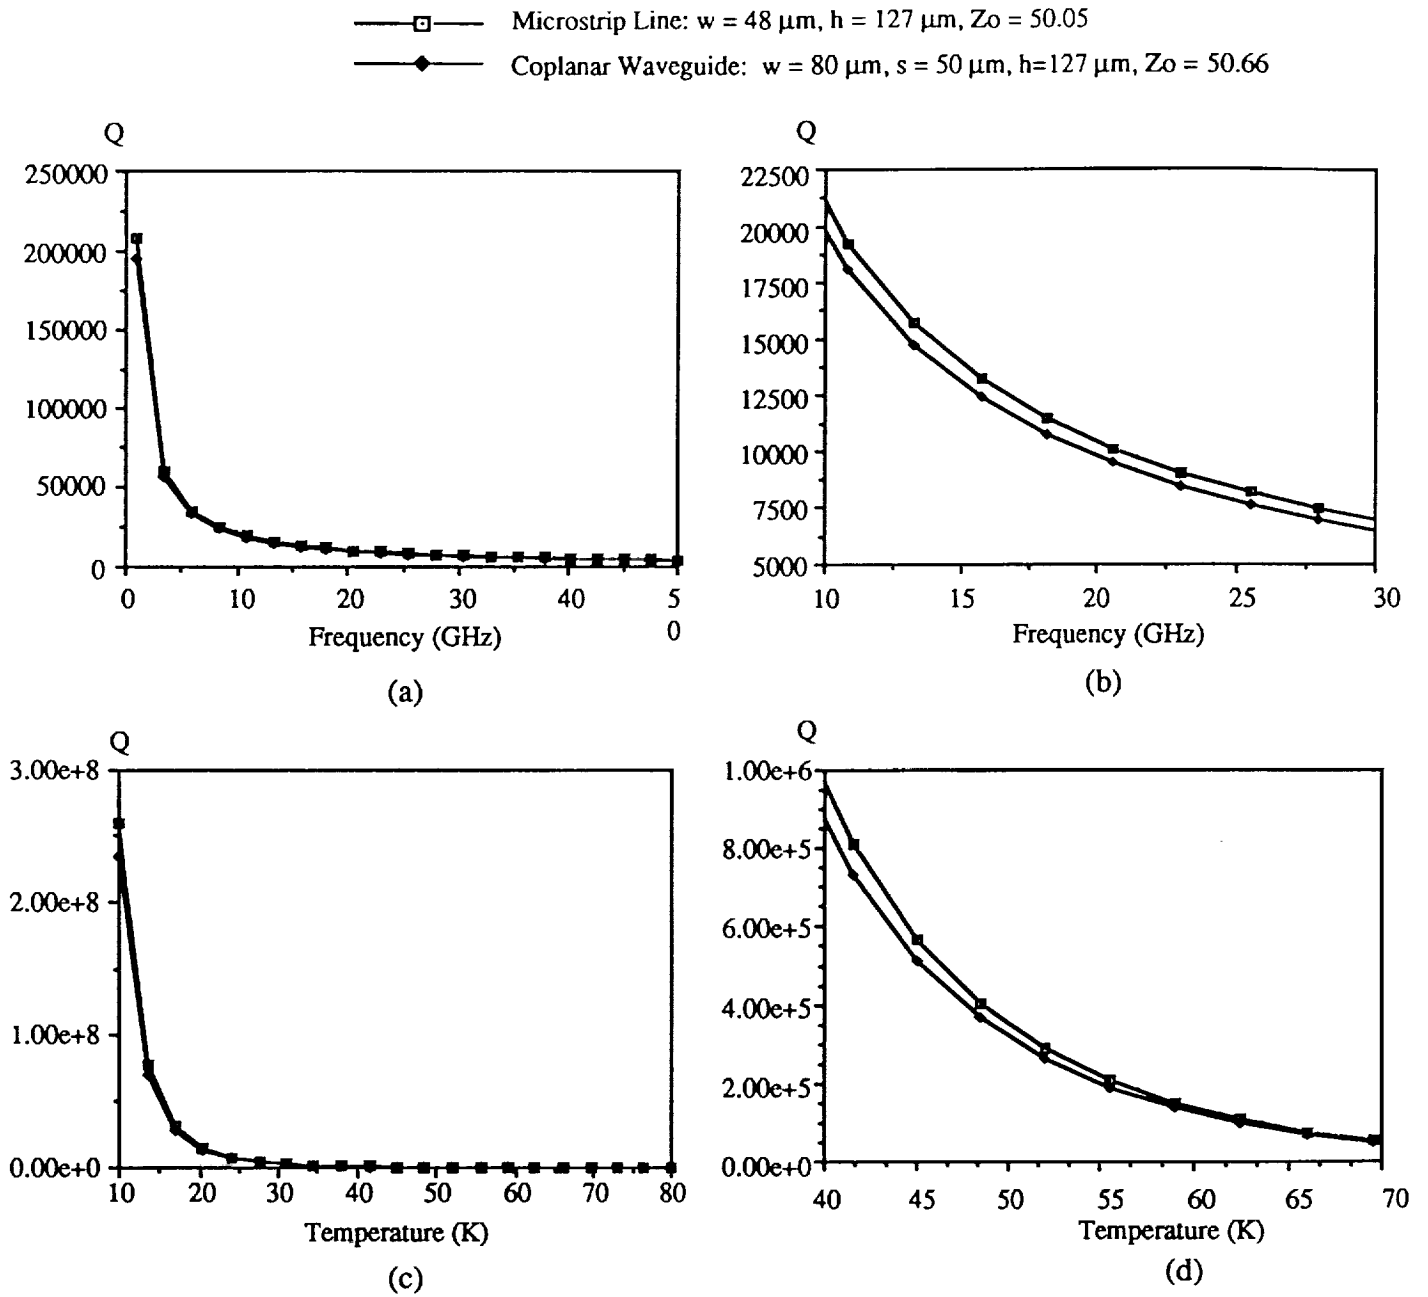 Microstrip Line: w = 48 µm, h = 127 µm, Zo = 50.05
Coplanar Waveguide: w = 80 µm, s = 50 µm, h=127 µm, Zo = 50.66
Q
250000
200000
150000
100000
50000
0
0 10 20 30 40 5
0
Frequency (GHz)
(a)
Q
22500
20000
17500
15000
12500
10000
7500
5000
10 15 20 25 30
Frequency (GHz)
(b)
Q
3.00e+8
2.00e+8
1.00e+8
0.00e+0
10 20 30 40 50 60 70 80
Temperature (K)
(c)
Q
1.00e+6
8.00e+5
6.00e+5
4.00e+5
2.00e+5
0.00e+0
40 45 50 55 60 65 70
Temperature (K)
(d)